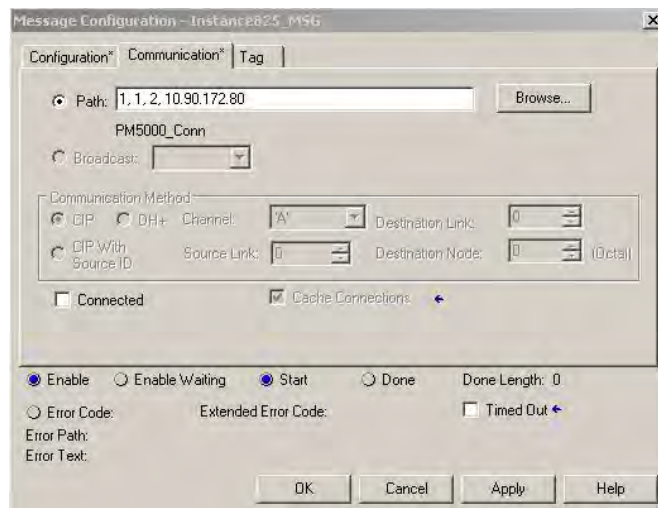 Message Configuration - Instance825_MSG
Configuration* Communication* Tag
Path: 1, 1, 2, 10.90.172.80 Browse...
PM5000_Conn
Broadcast:
Communication Method
CIP DH+ Channel: 'A' Destination Link: 0
CIP With Source ID Source Link: 0 Destination Node: 0 (Octal)
Connected Cache Connections
Enable Enable Waiting Start Done Done Length: 0
Error Code: Extended Error Code: Timed Out
Error Path:
Error Text:
OK Cancel Apply Help